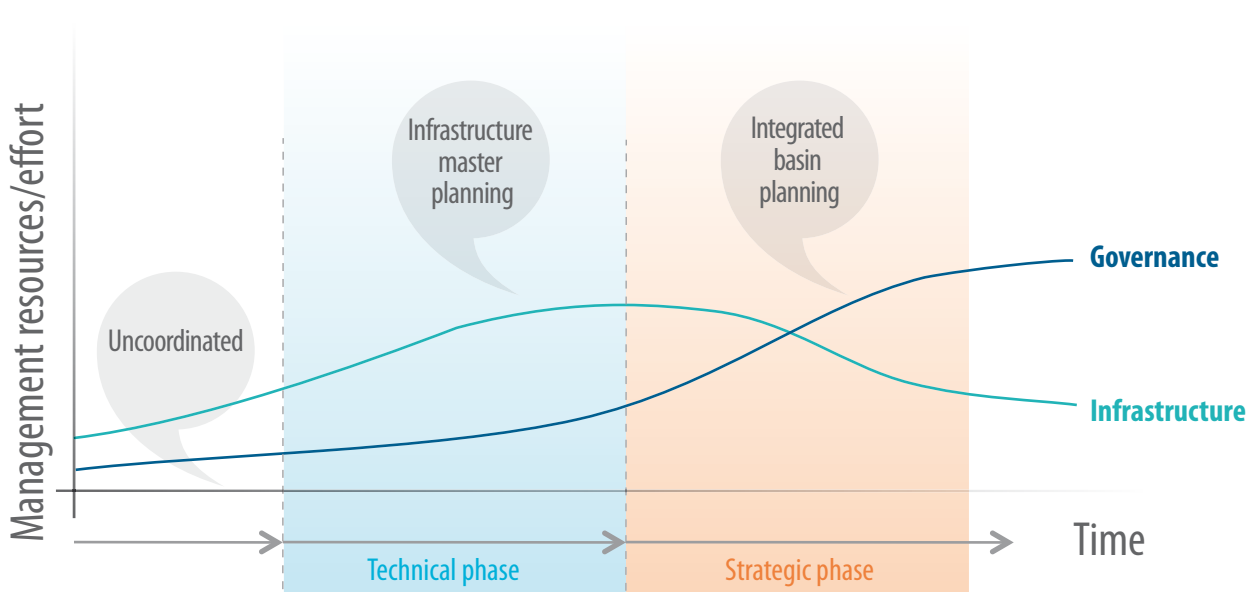 Management resources/effort
Uncoordinated
Infrastructure
master
planning
Integrated
basin
planning
Governance
Infrastructure
Time
Technical phase
Strategic phase